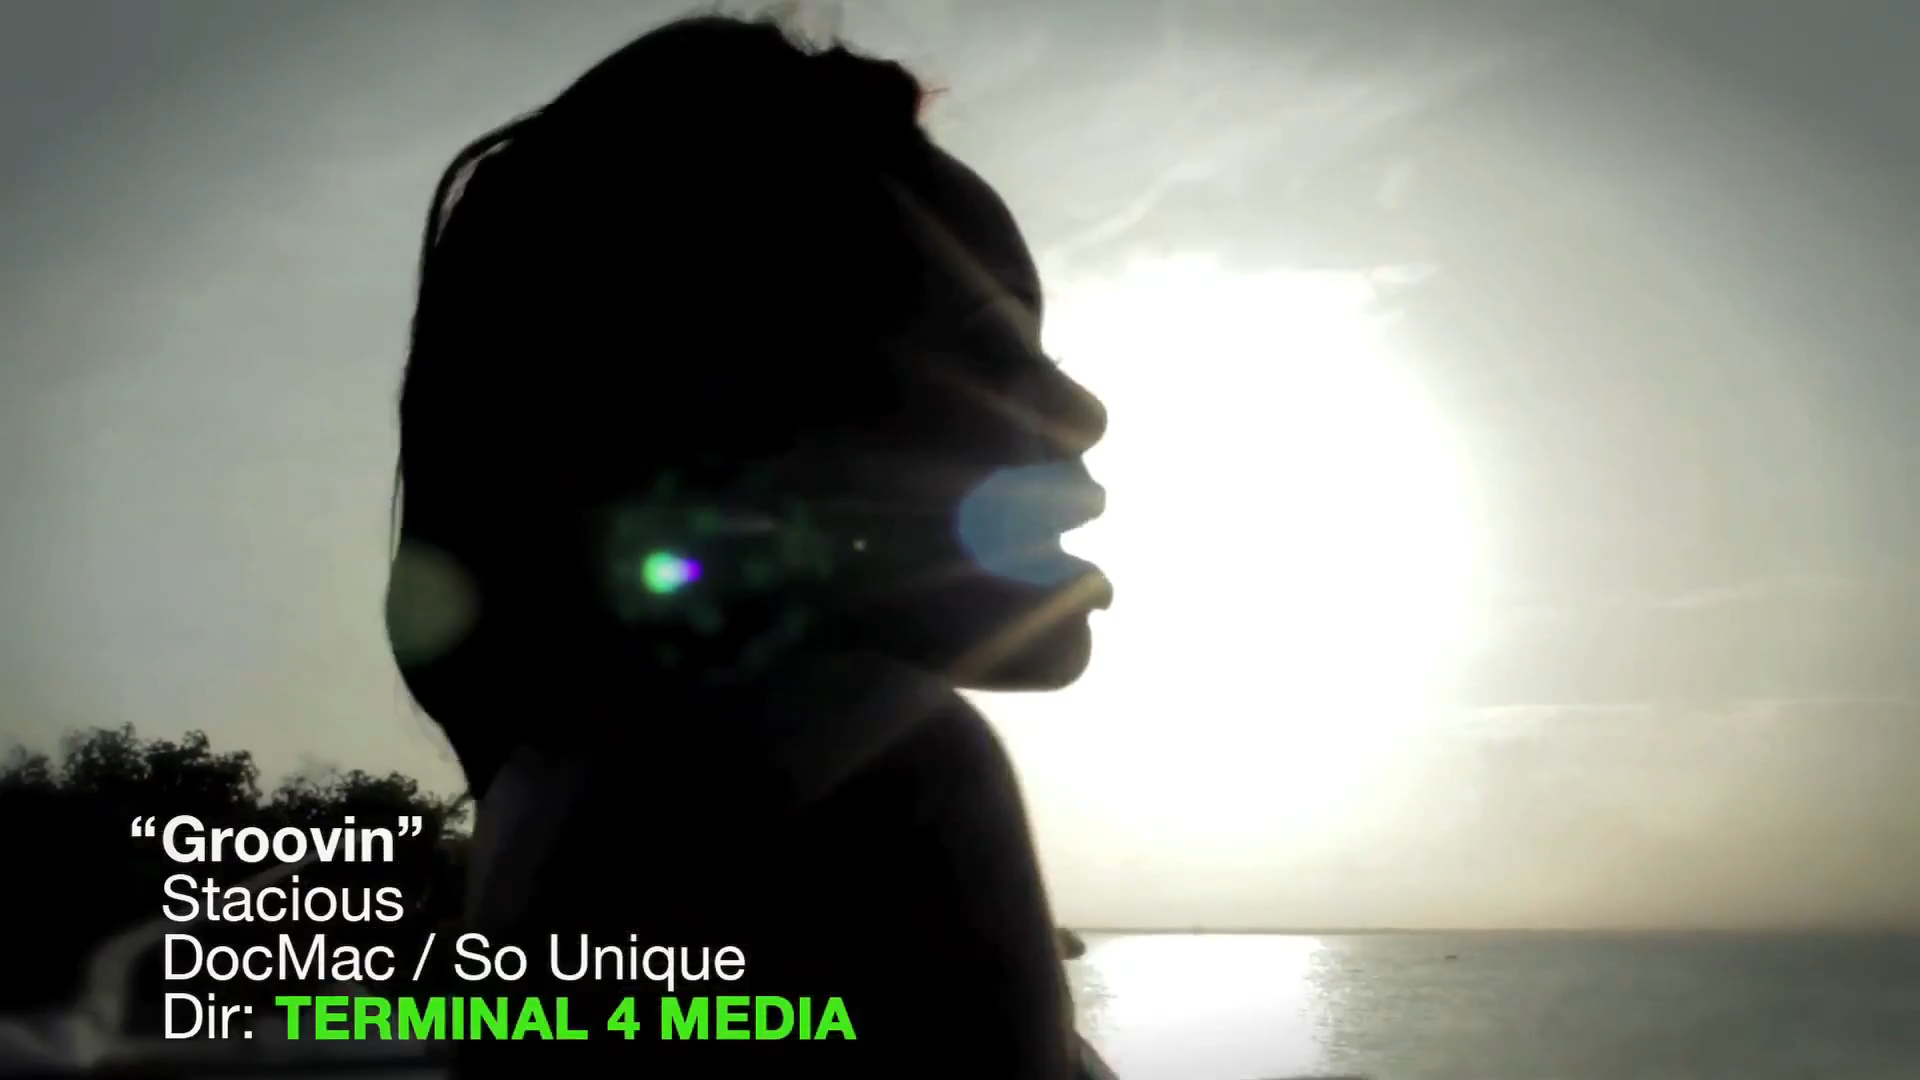 “Groovin”
Stacious
DocMac / So Unique
Dir: TERMINAL 4 MEDIA